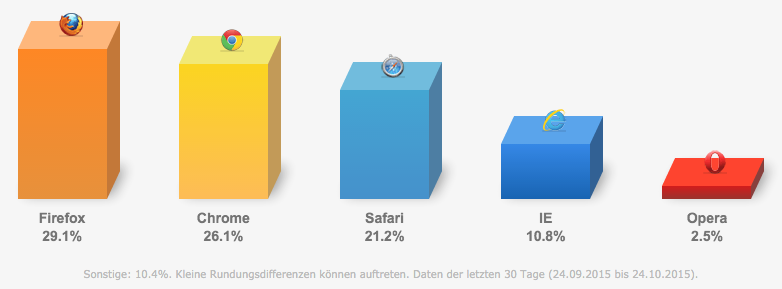 Firefox Chrome Safari IE Opera
29.1% 26.1% 21.2% 10.8% 2.5%
Sonstige: 10.4%. Kleine Rundungsdifferenzen können auftreten. Daten der letzten 30 Tage (24.09.2015 bis 24.10.2015).